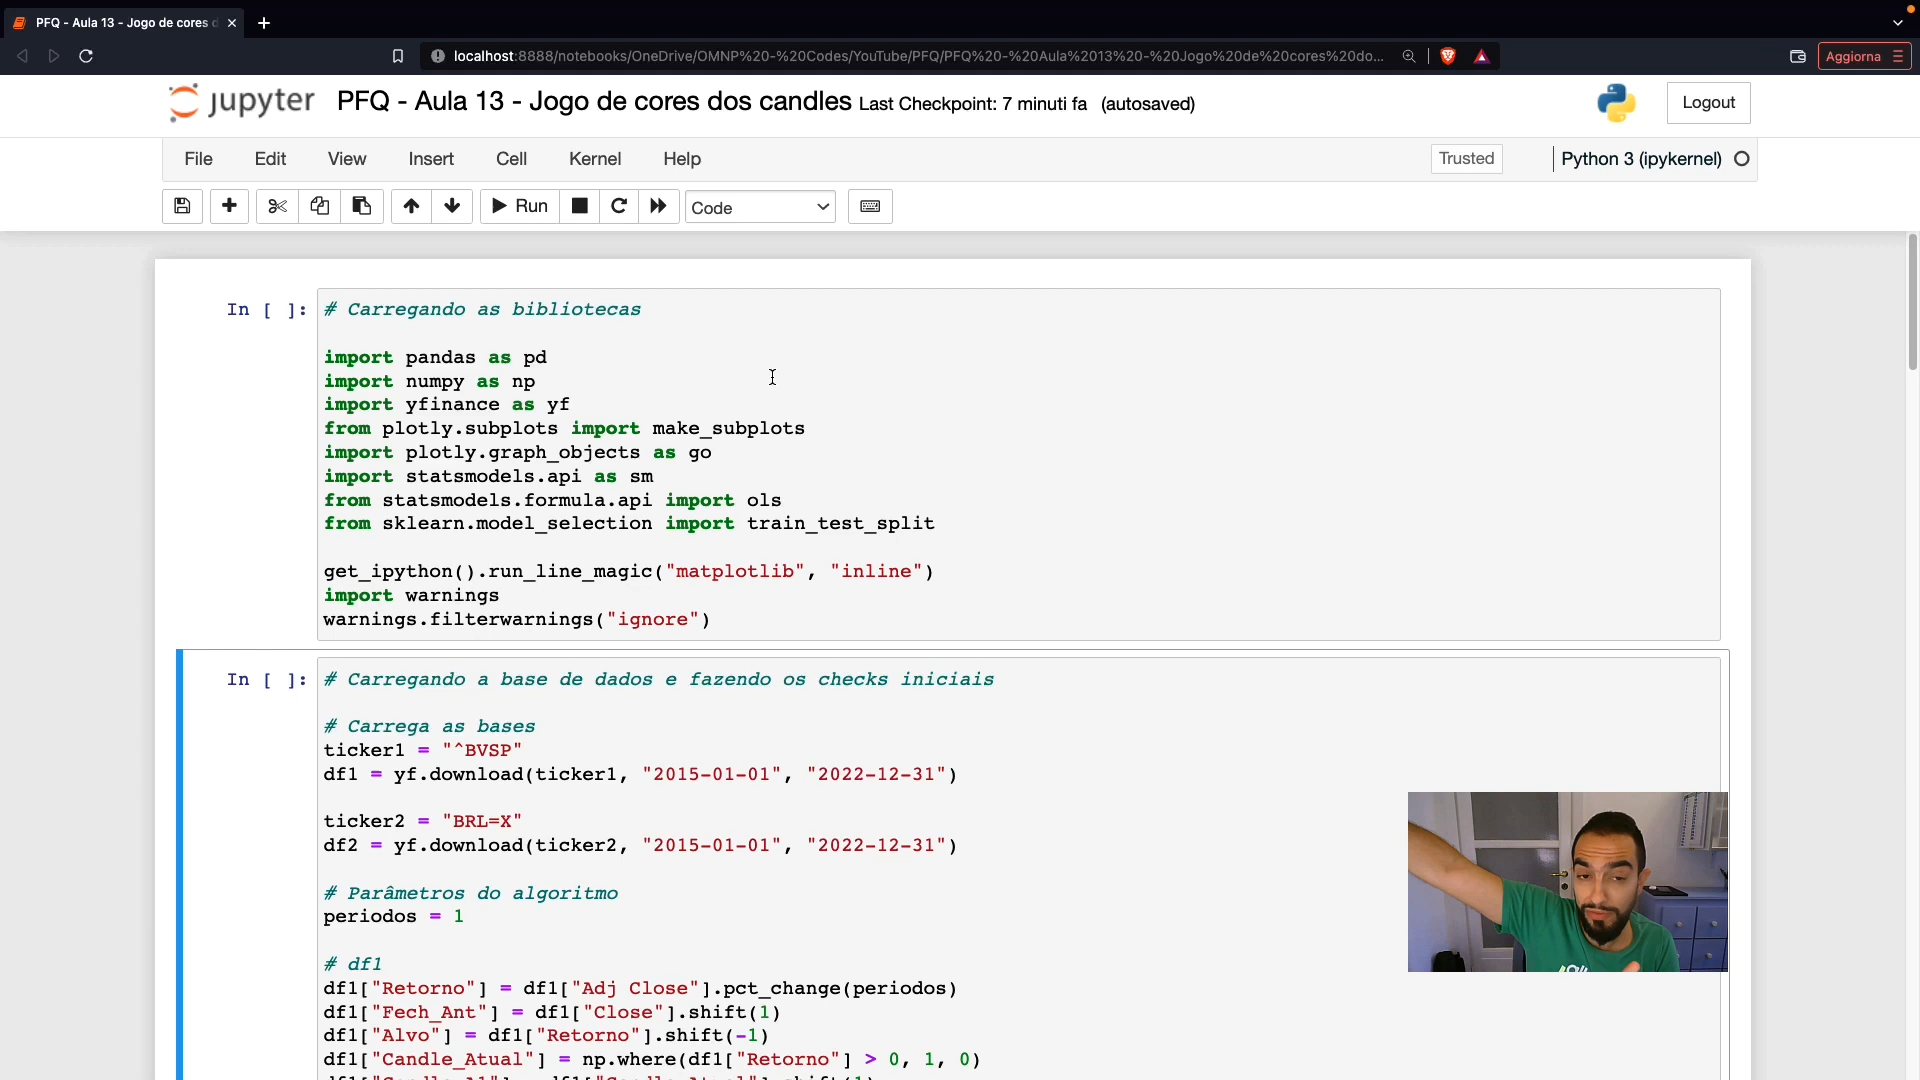 PFQ - Aula 13 - Jogo de cores d
localhost:8888/notebooks/OneDrive/OMNP%20-%20Codes/YouTube/PFQ/PFQ%20-%20Aula%2013%20-%20Jogo%20de%20cores%20do...
Aggiorna
jupyter PFQ - Aula 13 - Jogo de cores dos candles Last Checkpoint: 7 minuti fa (autosaved)
Logout
File Edit View Insert Cell Kernel Help
Trusted
Python 3 (ipykernel)
Run
Code
In [ ]:
# Carregando as bibliotecas
import pandas as pd
import numpy as np
import yfinance as yf
from plotly.subplots import make_subplots
import plotly.graph_objects as go
import statsmodels.api as sm
from statsmodels.formula.api import ols
from sklearn.model_selection import train_test_split
get_ipython().run_line_magic("matplotlib", "inline")
import warnings
warnings.filterwarnings("ignore")
In [ ]:
# Carregando a base de dados e fazendo os checks iniciais
# Carrega as bases
ticker1 = "^BVSP"
df1 = yf.download(ticker1, "2015-01-01", "2022-12-31")
ticker2 = "BRL=X"
df2 = yf.download(ticker2, "2015-01-01", "2022-12-31")
# Parâmetros do algoritmo
periodos = 1
# df1
df1["Retorno"] = df1["Adj Close"].pct_change(periodos)
df1["Fech_Ant"] = df1["Close"].shift(1)
df1["Alvo"] = df1["Retorno"].shift(-1)
df1["Candle_Atual"] = np.where(df1["Retorno"] > 0, 1, 0)